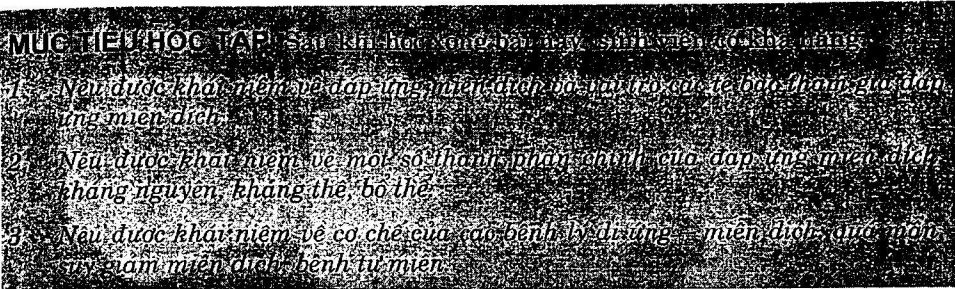 MỤC TIÊU HỌC TẬP: Sau khi học xong bài này, sinh viên có khả năng:
1. Nêu được khái niệm về đáp ứng miễn dịch và vai trò các tế bào tham gia đáp
ứng miễn dịch.
2. Nêu được khái niệm về một số thành phần chính của đáp ứng miễn dịch:
kháng nguyên, kháng thể, bổ thể.
3. Nêu được khái niệm về cơ chế của các bệnh lý dị ứng - miễn dịch: quá mẫn,
suy giảm miễn dịch, bệnh tự miễn.